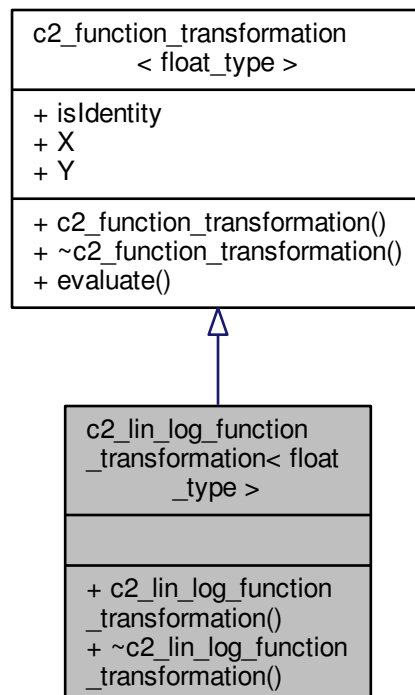 c2_function_transformation
< float_type >
+ isIdentity
+ X
+ Y
+ c2_function_transformation()
+ ~c2_function_transformation()
+ evaluate()
c2_lin_log_function
_transformation< float
_type >
+ c2_lin_log_function
_transformation()
+ ~c2_lin_log_function
_transformation()